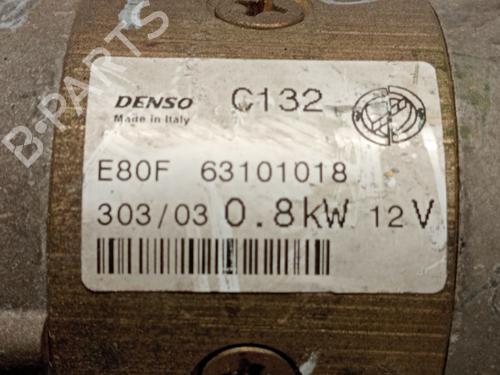 DENSO C132
Made in Italy
E80F 63101018
303/03 0.8kW 12V
B-PARTS